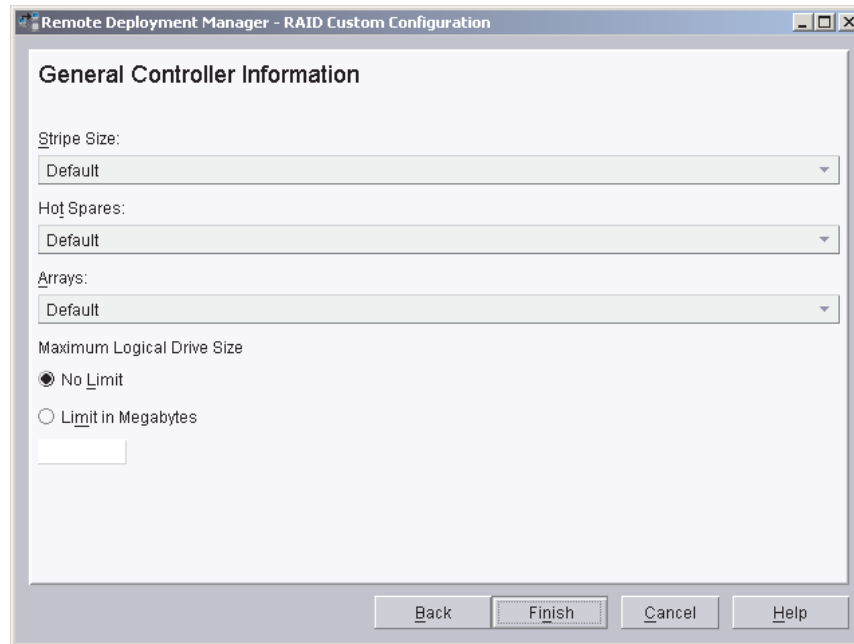 Remote Deployment Manager - RAID Custom Configuration
General Controller Information
Stripe Size:
Default
Hot Spares:
Default
Arrays:
Default
Maximum Logical Drive Size
No Limit
Limit in Megabytes
Back Finish Cancel Help